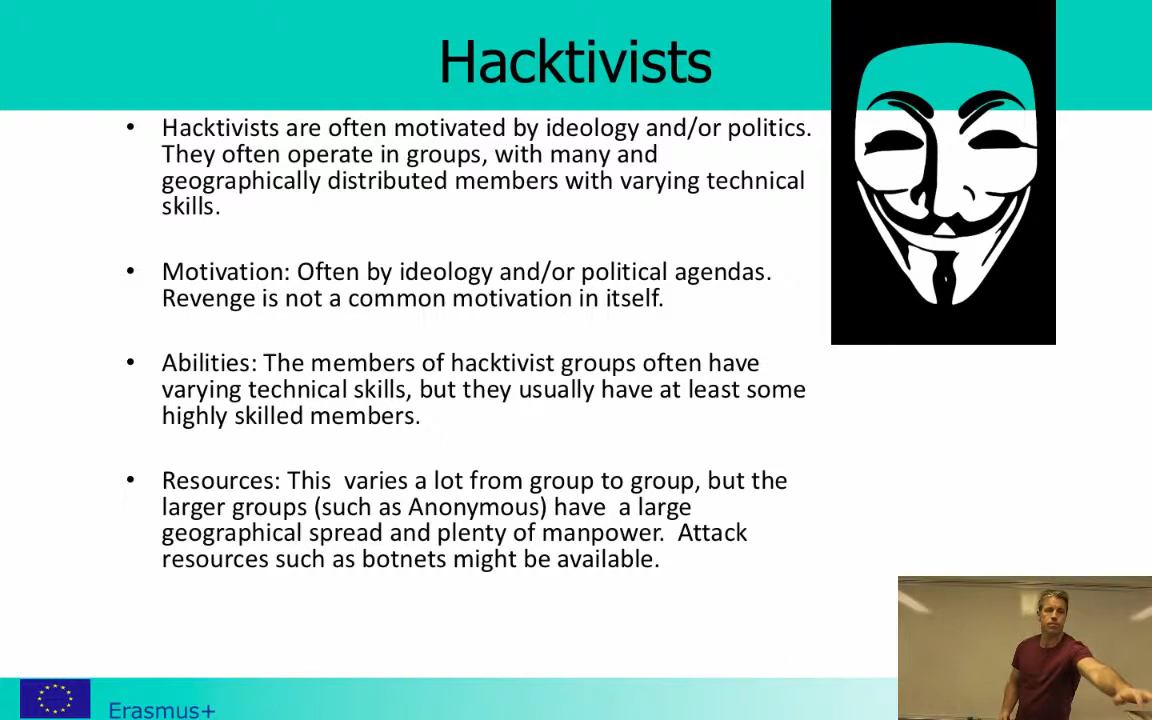 Hacktivists
• Hacktivists are often motivated by ideology and/or politics.
They often operate in groups, with many and
geographically distributed members with varying technical
skills.
• Motivation: Often by ideology and/or political agendas.
Revenge is not a common motivation in itself.
• Abilities: The members of hacktivist groups often have
varying technical skills, but they usually have at least some
highly skilled members.
• Resources: This  varies a lot from group to group, but the
larger groups (such as Anonymous) have  a large
geographical spread and plenty of manpower.  Attack
resources such as botnets might be available.
Erasmus+